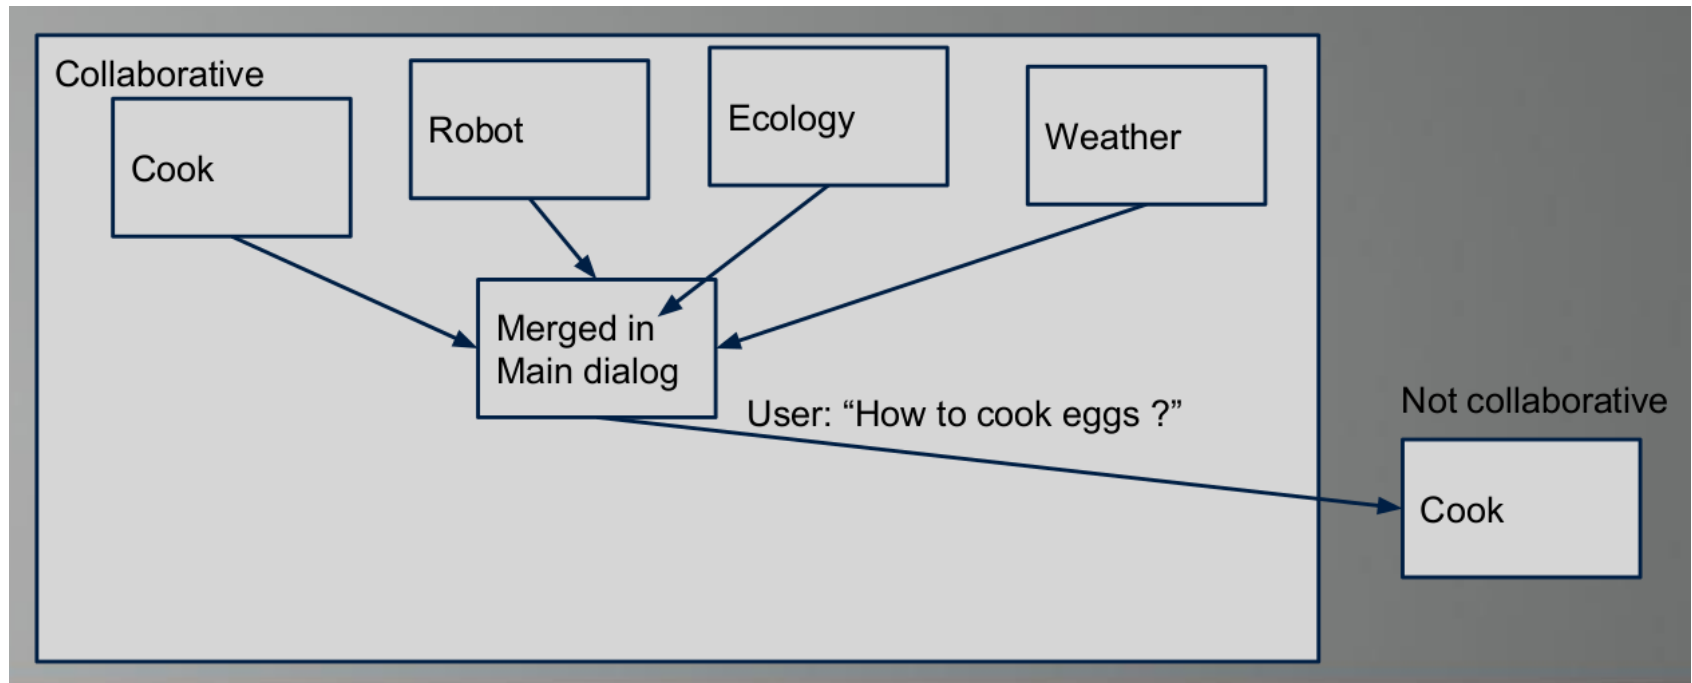 Collaborative
Cook
Robot
Ecology
Weather
Merged in
Main dialog
User: “How to cook eggs ?”
Not collaborative
Cook